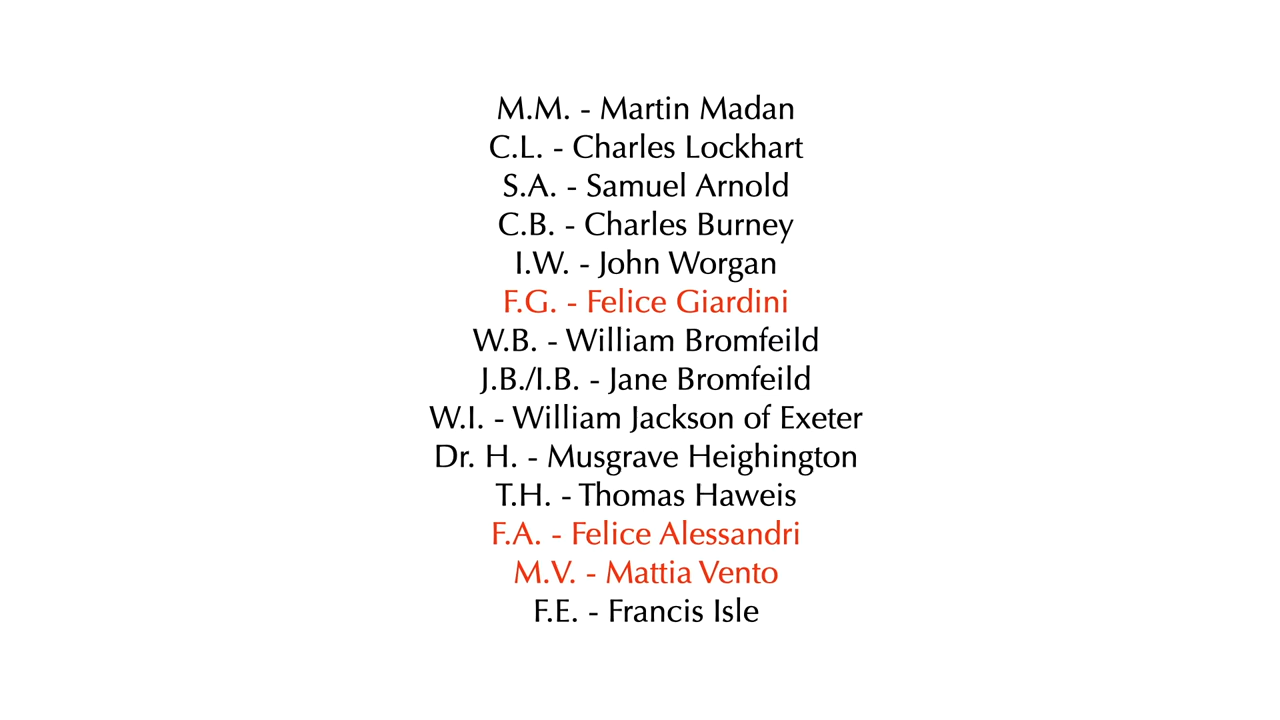 M.M. - Martin Madan
C.L. - Charles Lockhart
S.A. - Samuel Arnold
C.B. - Charles Burney
I.W. - John Worgan
F.G. - Felice Giardini
W.B. - William Bromfeild
J.B./I.B. - Jane Bromfeild
W.I. - William Jackson of Exeter
Dr. H. - Musgrave Heighington
T.H. - Thomas Haweis
F.A. - Felice Alessandri
M.V. - Mattia Vento
F.E. - Francis Isle